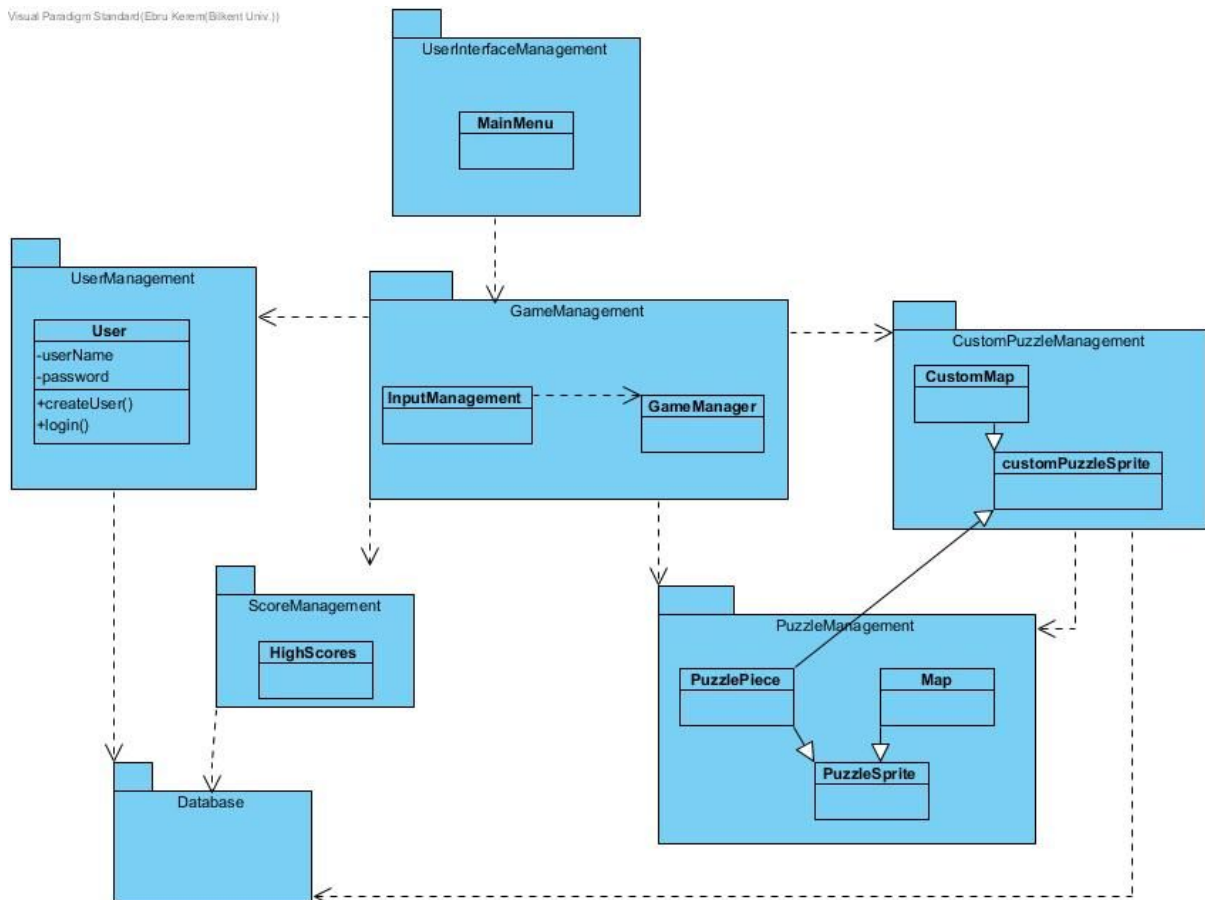 Visual Paradigm Standard(Ebru Kerem(Bilkent Univ.))
UserInterfaceManagement
MainMenu
UserManagement
User
-userName
-password
+createUser()
+login()
GameManagement
InputManagement
GameManager
CustomPuzzleManagement
CustomMap
customPuzzleSprite
ScoreManagement
HighScores
PuzzleManagement
PuzzlePiece
Map
PuzzleSprite
Database